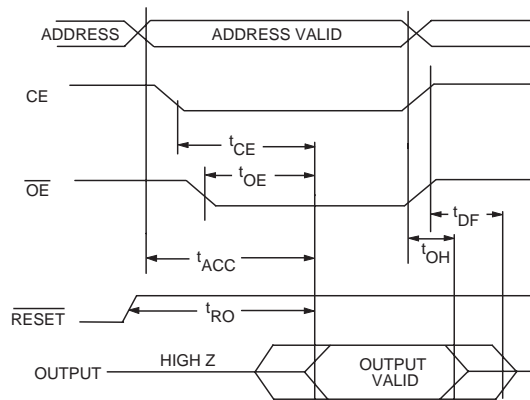 ADDRESS
ADDRESS VALID
CE
tCE
tOE
OE
tDF
tOH
tACC
RESET
tRO
HIGH Z
OUTPUT
OUTPUT
VALID